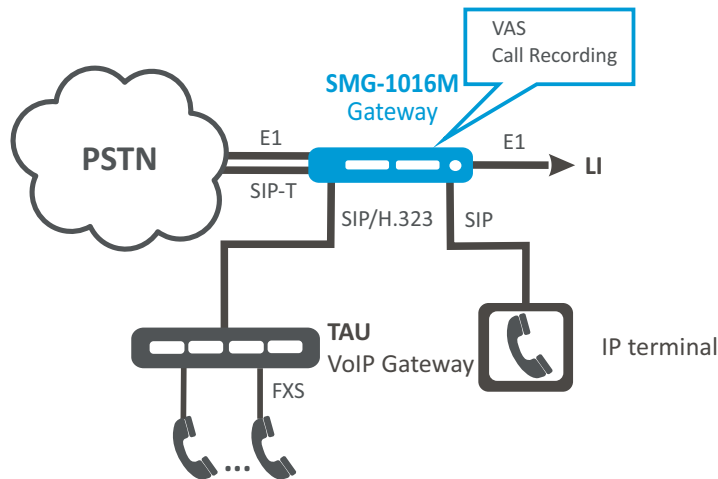 VAS
Call Recording
SMG-1016M
Gateway
PSTN
E1
SIP-T
E1
LI
SIP/H.323
SIP
TAU
VoIP Gateway
IP terminal
FXS
...